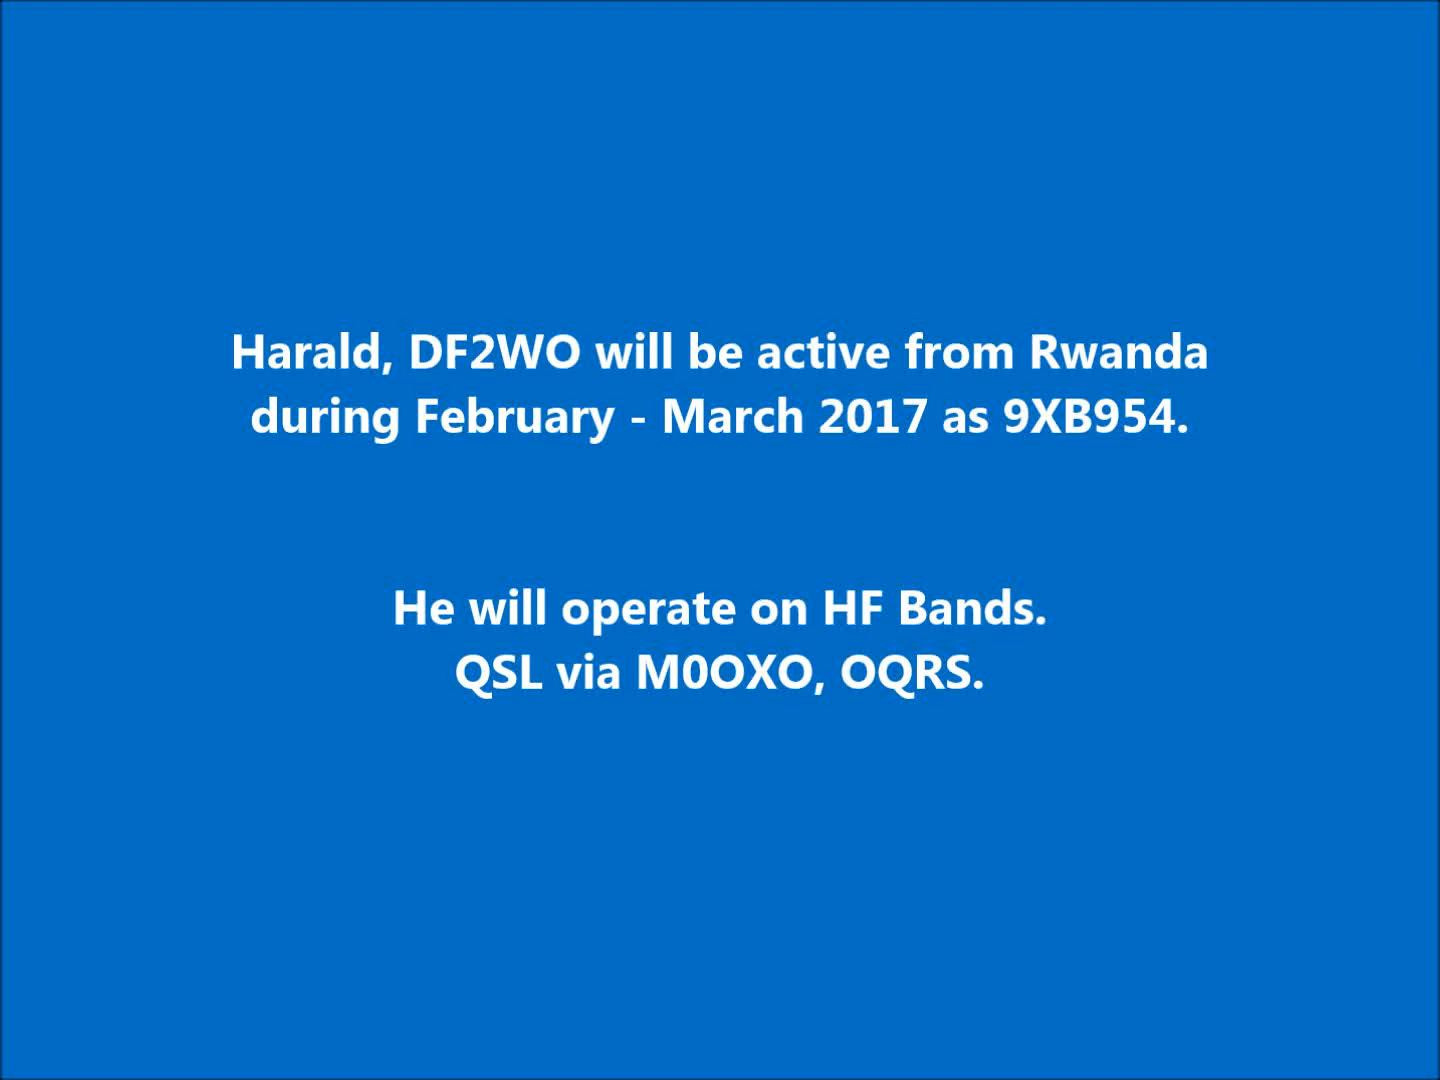 Harald, DF2WO will be active from Rwanda
during February - March 2017 as 9XB954.
He will operate on HF Bands.
QSL via M0OXO, OQRS.